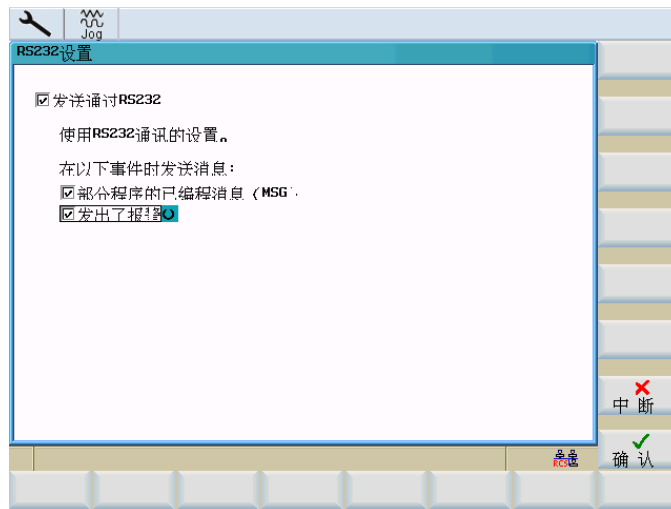 Jog
RS232设置
发送通过RS232
使用RS232通讯的设置。
在以下事件时发送消息:
部分程序的已编程消息 (MSG
发出了报警
中断
RCS
确认